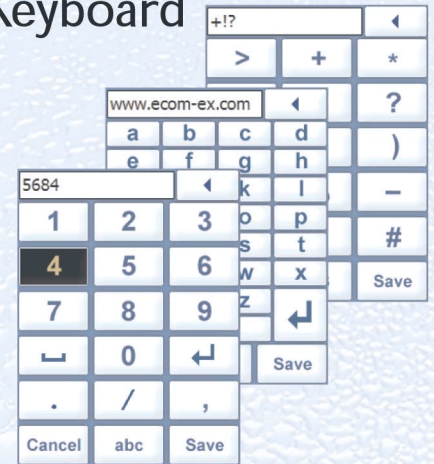 Keyboard
+!?
> + *
?
)
–
#
Save
www.ecom-ex.com
a b c d
e f g h
k l
o p
s t
w x
z
Save
5684
1 2 3
4 5 6
7 8 9
0
. / ,
Cancel abc Save